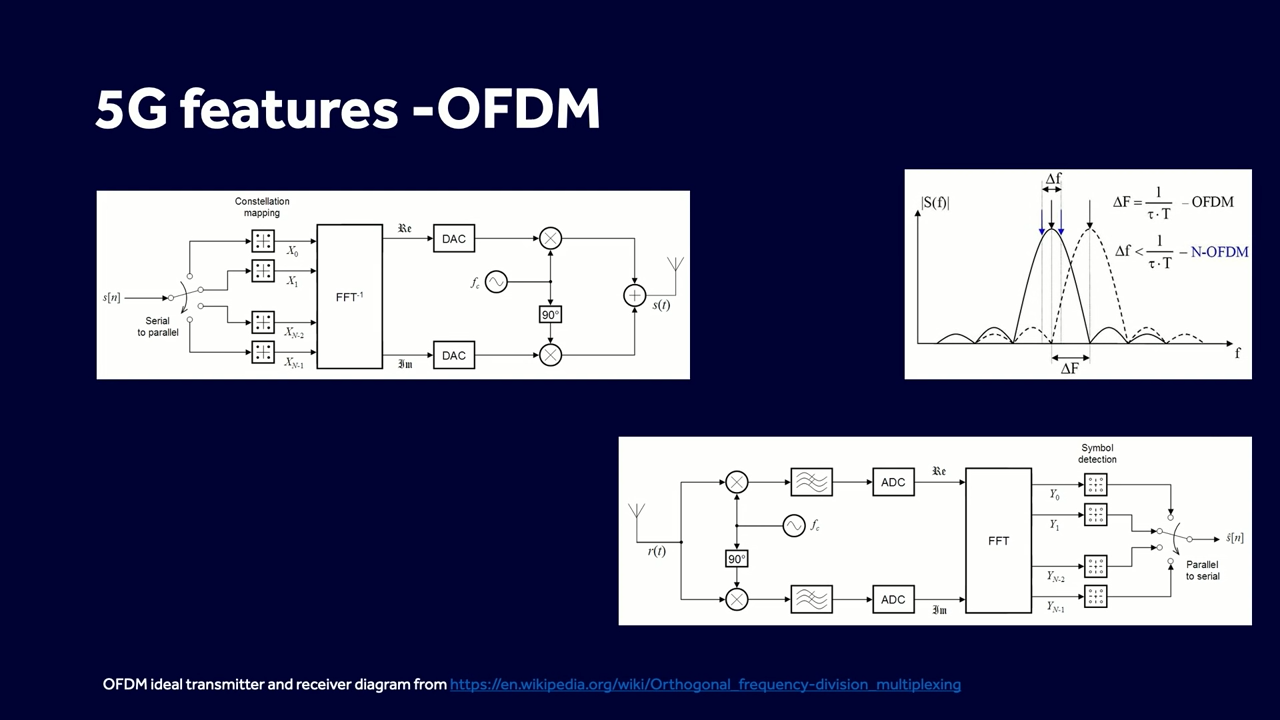 5G features -OFDM
Constellation
mapping
s[n]
Serial
to parallel
X0
X1
XN-2
XN-1
FFT-1
ℜe
ℑm
DAC
DAC
fc
90°
s(t)
|S(f)|
Δf
ΔF = 1/τ·T – OFDM
Δf < 1/τ·T – N-OFDM
f
ΔF
r(t)
90°
fc
ADC
ADC
ℜe
ℑm
FFT
Y0
Y1
YN-2
YN-1
Symbol
detection
ŝ[n]
Parallel
to serial
OFDM ideal transmitter and receiver diagram from https://en.wikipedia.org/wiki/Orthogonal_frequency-division_multiplexing